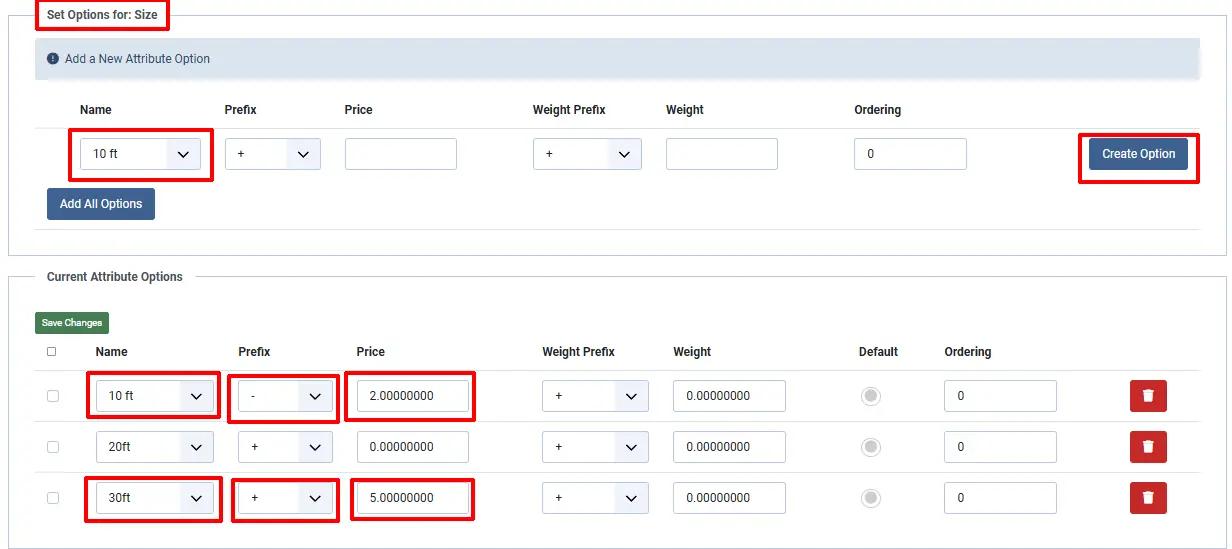 Set Options for: Size
Add a New Attribute Option
Name Prefix Price Weight Prefix Weight Ordering
10 ft + + 0 Create Option
Add All Options
Current Attribute Options
Save Changes
Name Prefix Price Weight Prefix Weight Default Ordering
10 ft - 2.00000000 + 0.00000000 0
20ft + 0.00000000 + 0.00000000 0
30ft + 5.00000000 + 0.00000000 0